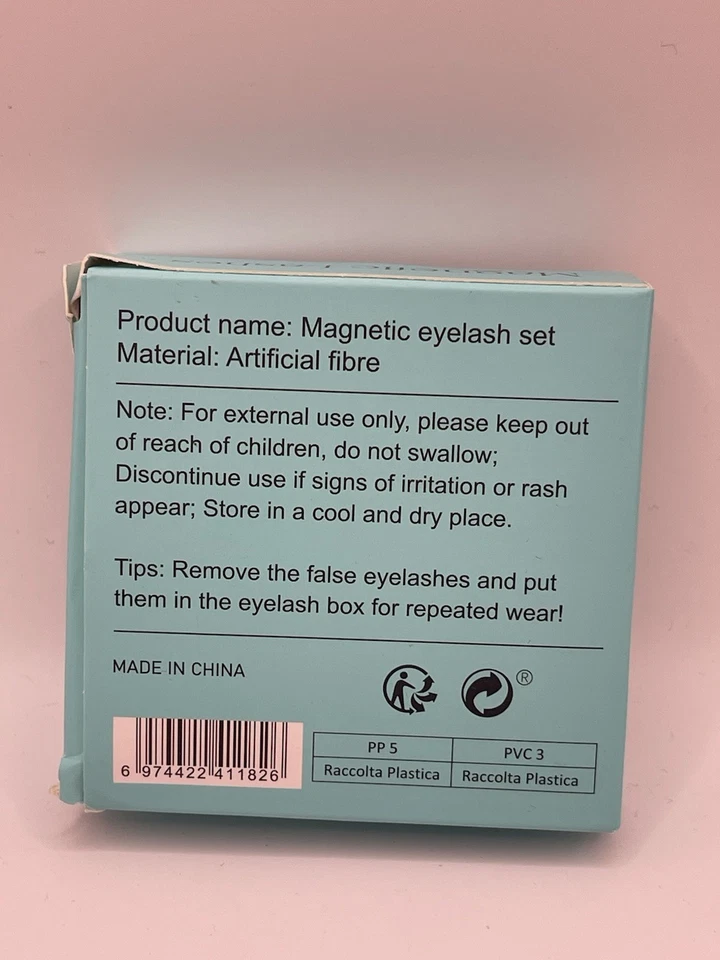 Magnetic Lashes
Product name: Magnetic eyelash set
Material: Artificial fibre
Note: For external use only, please keep out
of reach of children, do not swallow;
Discontinue use if signs of irritation or rash
appear; Store in a cool and dry place.
Tips: Remove the false eyelashes and put
them in the eyelash box for repeated wear!
MADE IN CHINA
®
PP 5
PVC 3
Raccolta Plastica
Raccolta Plastica
6 974422 411826